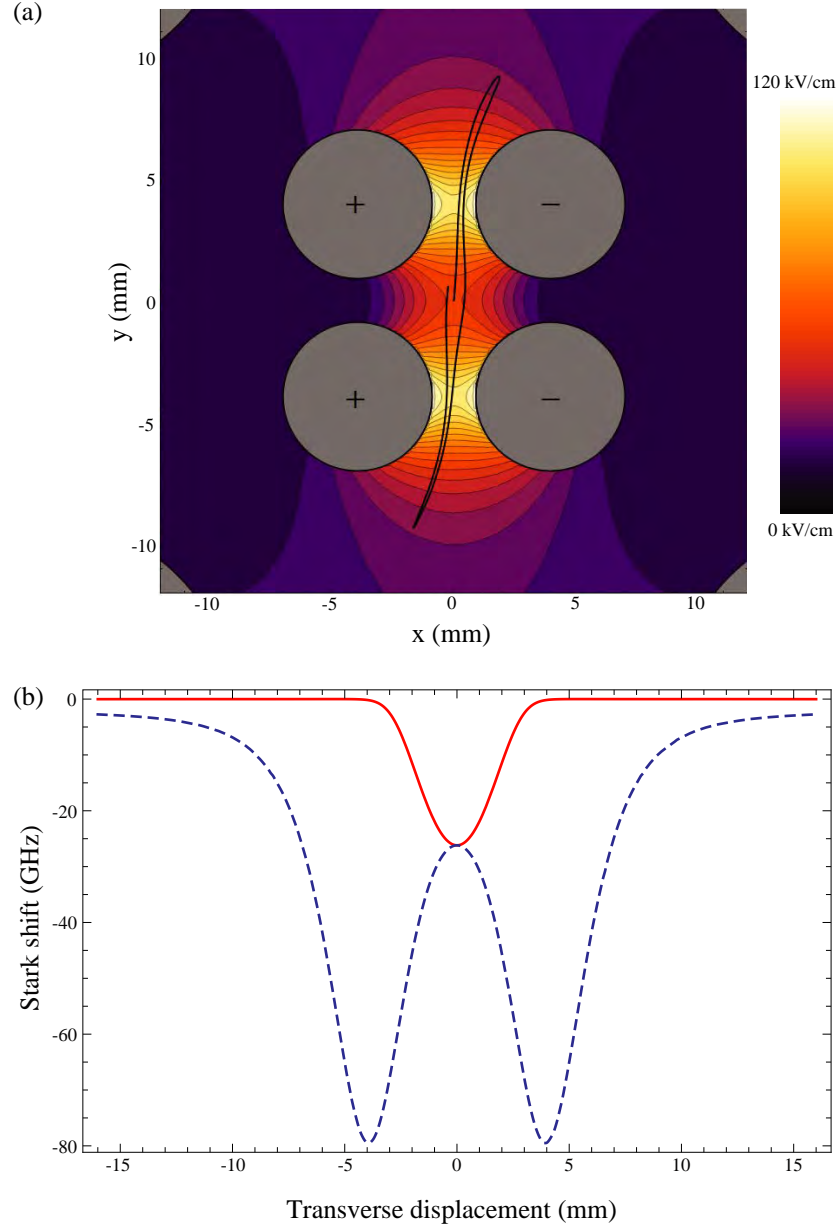 (a)
10
5
0
-5
-10
y (mm)
+ −
+ −
-10 -5 0 5 10
x (mm)
120 kV/cm
0 kV/cm
(b)
0
-20
-40
-60
-80
Stark shift (GHz)
-15 -10 -5 0 5 10 15
Transverse displacement (mm)